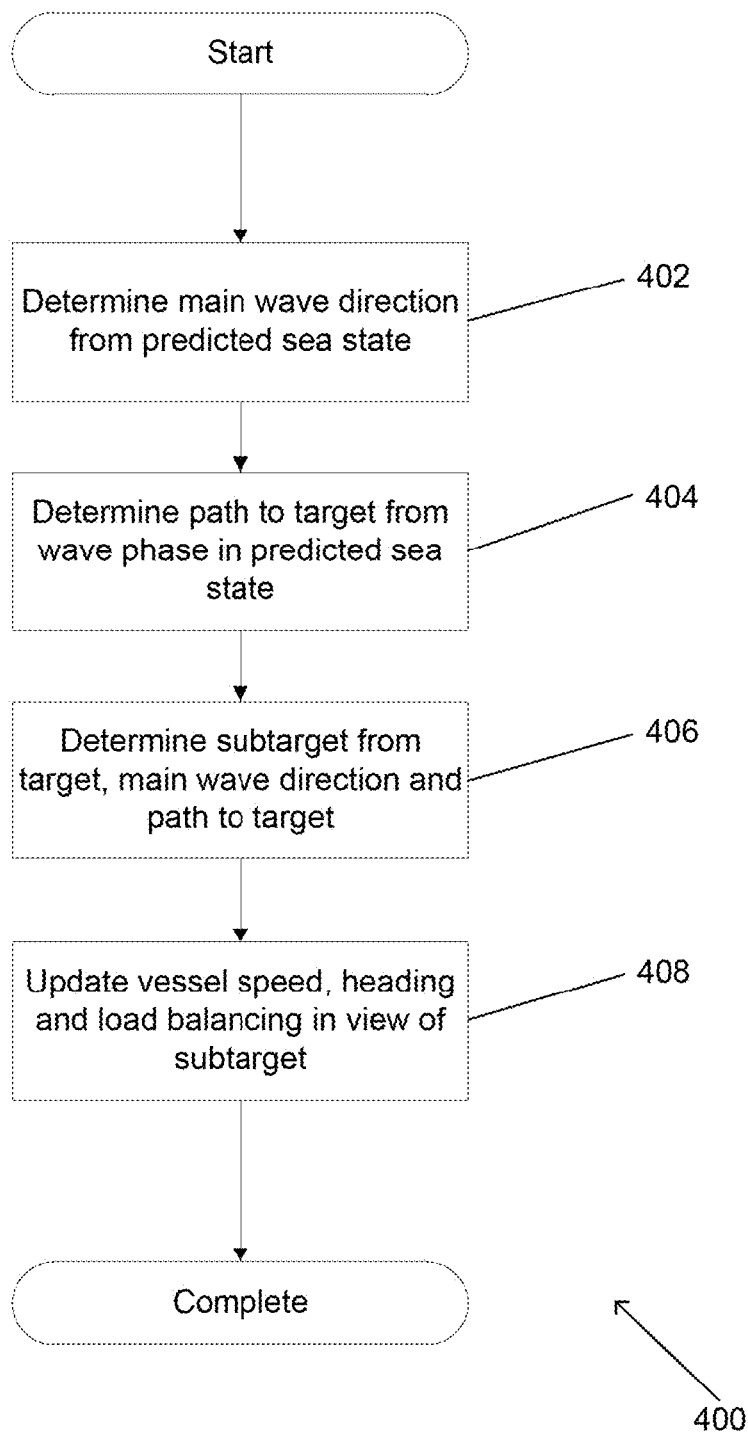 Start
Determine main wave direction
from predicted sea state
402
Determine path to target from
wave phase in predicted sea
state
404
Determine subtarget from
target, main wave direction and
path to target
406
Update vessel speed, heading
and load balancing in view of
subtarget
408
Complete
400